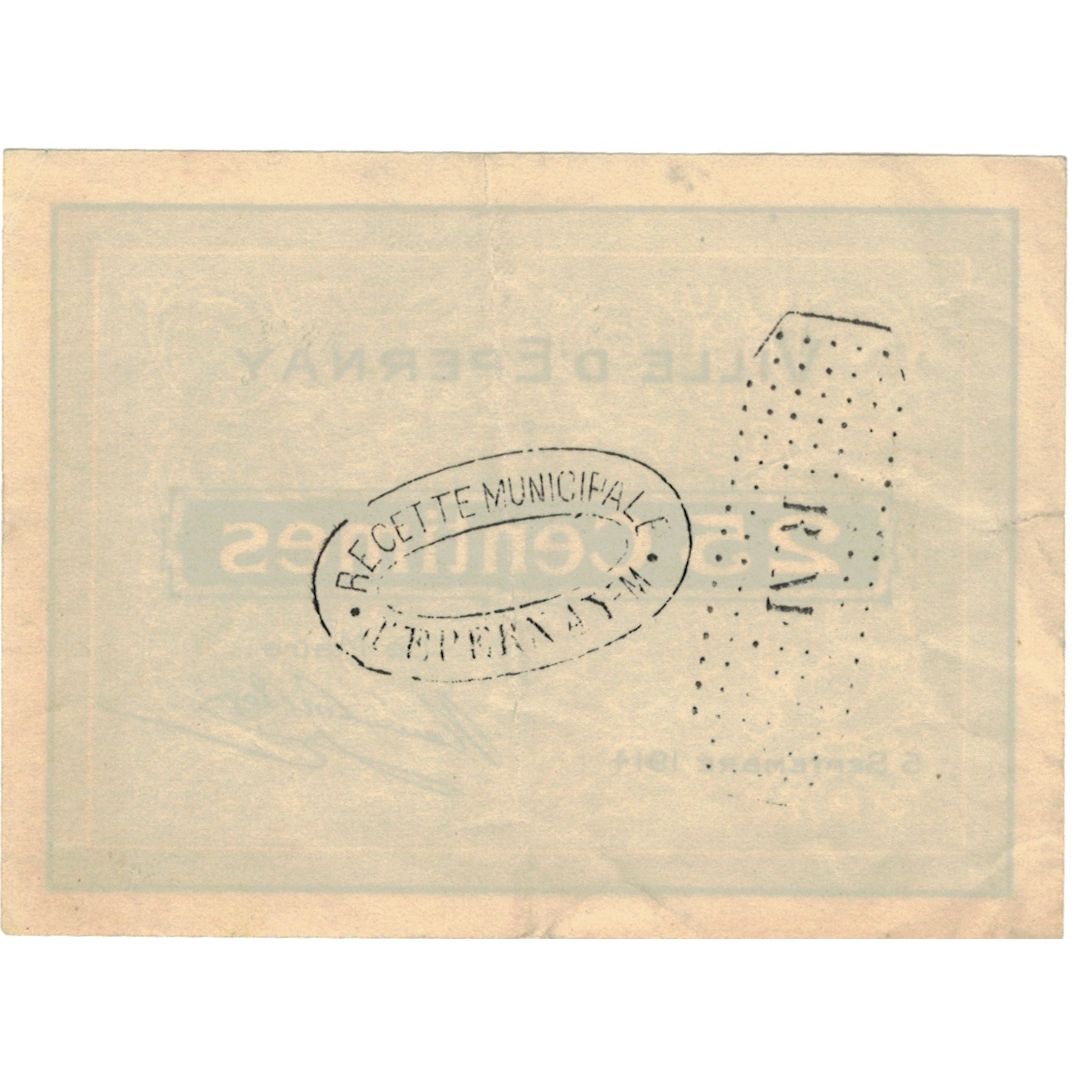 VILLE D'EPERNAY
RECETTE MUNICIPALE
25 Centimes
d'EPERNAY-M
5 SEPTEMBRE 1914